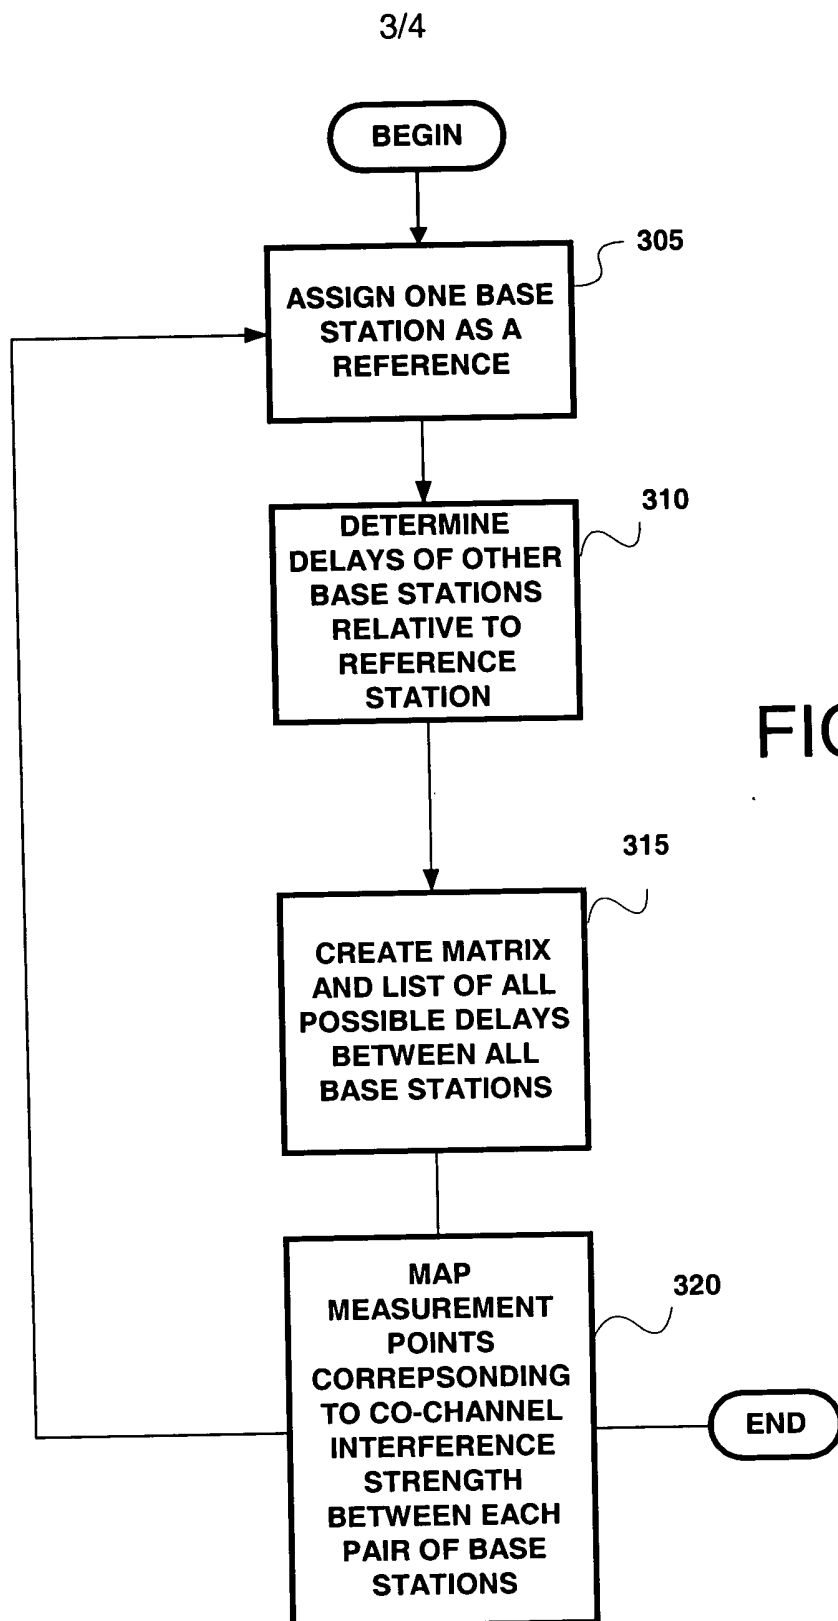 3/4
BEGIN
305
ASSIGN ONE BASE
STATION AS A
REFERENCE
310
DETERMINE
DELAYS OF OTHER
BASE STATIONS
RELATIVE TO
REFERENCE
STATION
FIG
315
CREATE MATRIX
AND LIST OF ALL
POSSIBLE DELAYS
BETWEEN ALL
BASE STATIONS
320
MAP
MEASUREMENT
POINTS
CORREPSONDING
TO CO-CHANNEL
INTERFERENCE
STRENGTH
BETWEEN EACH
PAIR OF BASE
STATIONS
END